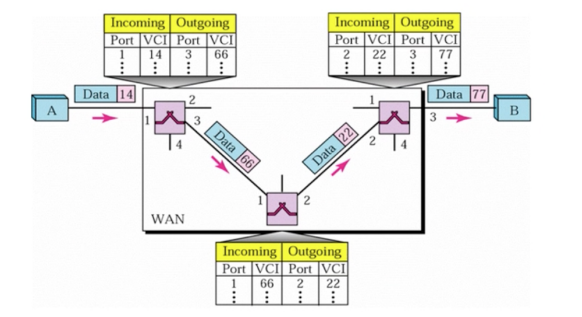 Incoming Outgoing
Port VCI Port VCI
1 14 3 66
Incoming Outgoing
Port VCI Port VCI
2 22 3 77
Data 14
Data 77
A
B
1
2
3
4
1
2
3
4
Data 66
Data 22
1
2
WAN
Incoming Outgoing
Port VCI Port VCI
1 66 2 22